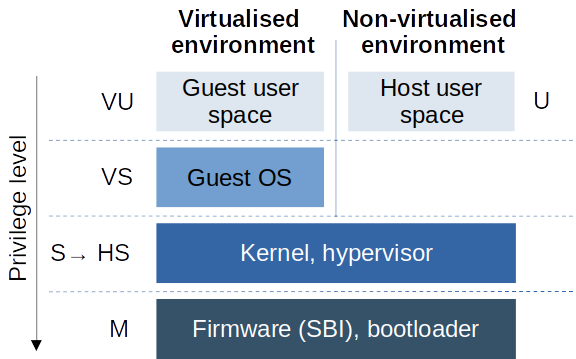 Virtualised
environment
Non-virtualised
environment
VU
Guest user
space
Host user
space
U
Privilege level
VS
Guest OS
S→ HS
Kernel, hypervisor
M
Firmware (SBI), bootloader